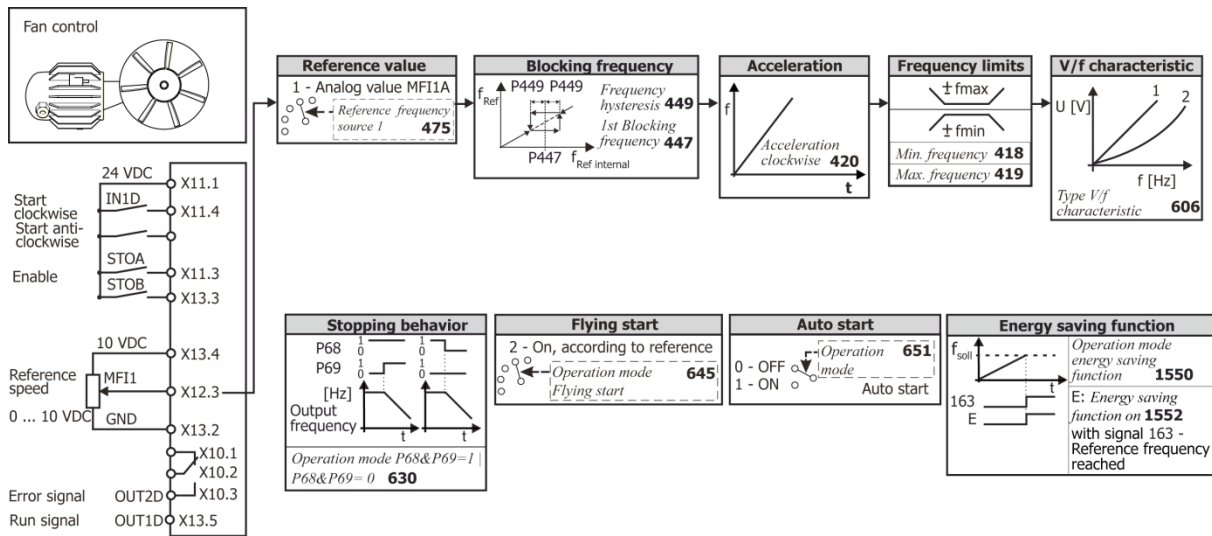 Fan control
24 VDC
X11.1
IN1D
Start
clockwise
X11.4
Start anti-
clockwise
STOA
Enable
X11.3
STOB
X13.3
10 VDC
X13.4
Reference
speed
MFI1
X12.3
0 ... 10 VDC
GND
X13.2
X10.1
X10.2
Error signal
OUT2D
X10.3
Run signal
OUT1D
X13.5
Reference value
1 - Analog value MFI1A
Reference frequency
source 1
475
Blocking frequency
fRef
P449 P449
P447
fRef internal
Frequency
hysteresis 449
1st Blocking
frequency 447
Acceleration
f
Acceleration
clockwise 420
t
Frequency limits
± fmax
± fmin
Min. frequency 418
Max. frequency 419
V/f characteristic
U [V]
1
2
f [Hz]
Type V/f
characteristic 606
Stopping behavior
P68
1
0
1
0
P69
1
0
1
0
[Hz]
Output
frequency
t
t
Operation mode P68&P69=1 |
P68&P69= 0 630
Flying start
2 - On, according to reference
Operation mode
Flying start
645
Auto start
0 - OFF
1 - ON
Operation
mode
651
Auto start
Energy saving function
fsoll
t
163
E
Operation mode
energy saving
function 1550
E: Energy saving
function on 1552
with signal 163 -
Reference frequency
reached